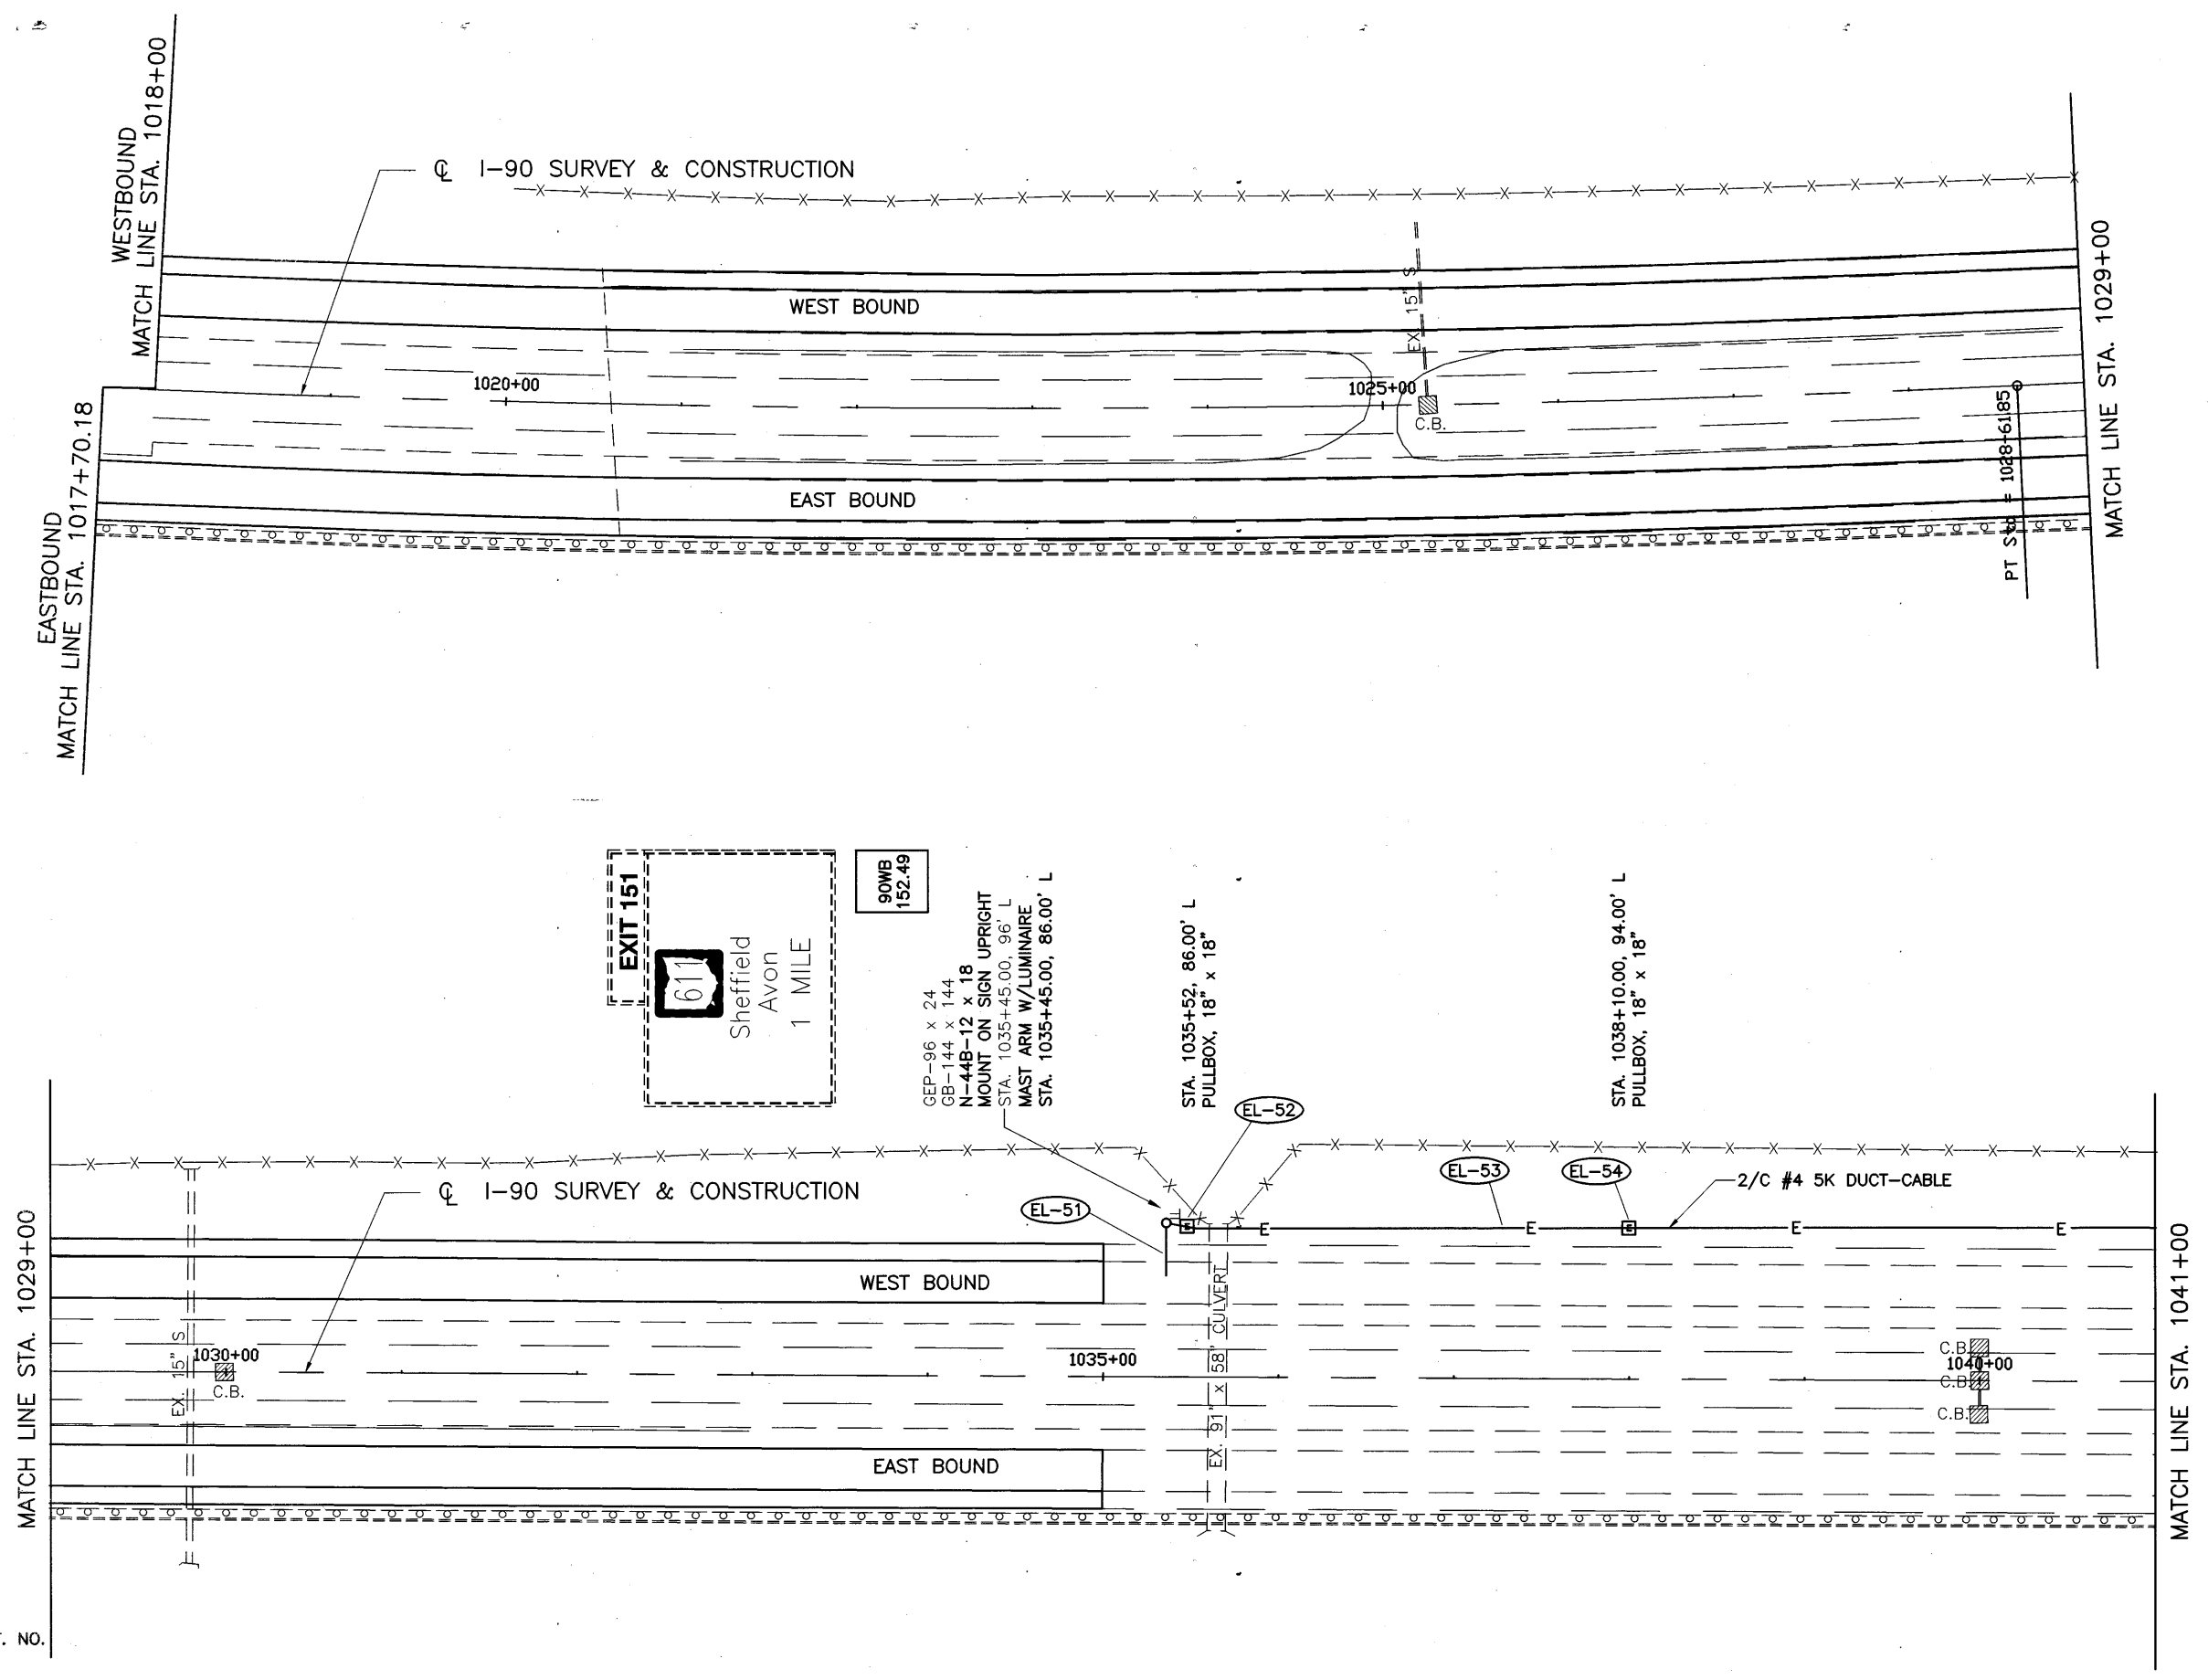 WESTBOUND
MATCH LINE STA. 1018+00
℄ I-90 SURVEY & CONSTRUCTION
WEST BOUND
EX. 15" S
1020+00
1025+00
C.B.
EAST BOUND
EASTBOUND
MATCH LINE STA. 1017+70.18
PT Sta = 1028+61.85
MATCH LINE STA. 1029+00
EXIT 151
611
Sheffield
Avon
1 MILE
90WB
152.49
GEP-96 x 24
GB-144 x 144
N-44B-12 x 18
MOUNT ON SIGN UPRIGHT
STA. 1035+45.00, 96' L
MAST ARM W/LUMINAIRE
STA. 1035+45.00, 86.00' L
STA. 1035+52, 86.00' L
PULLBOX, 18" x 18"
STA. 1038+10.00, 94.00' L
PULLBOX, 18" x 18"
EL-52
EL-53
EL-54
2/C #4 5K DUCT-CABLE
℄ I-90 SURVEY & CONSTRUCTION
EL-51
E
E
E
E
WEST BOUND
EX. 15" S
1030+00
C.B.
1035+00
EX. 91" x 58" CULVERT
C.B.
1040+00
C.B.
C.B.
EAST BOUND
MATCH LINE STA. 1029+00
MATCH LINE STA. 1041+00
. NO.